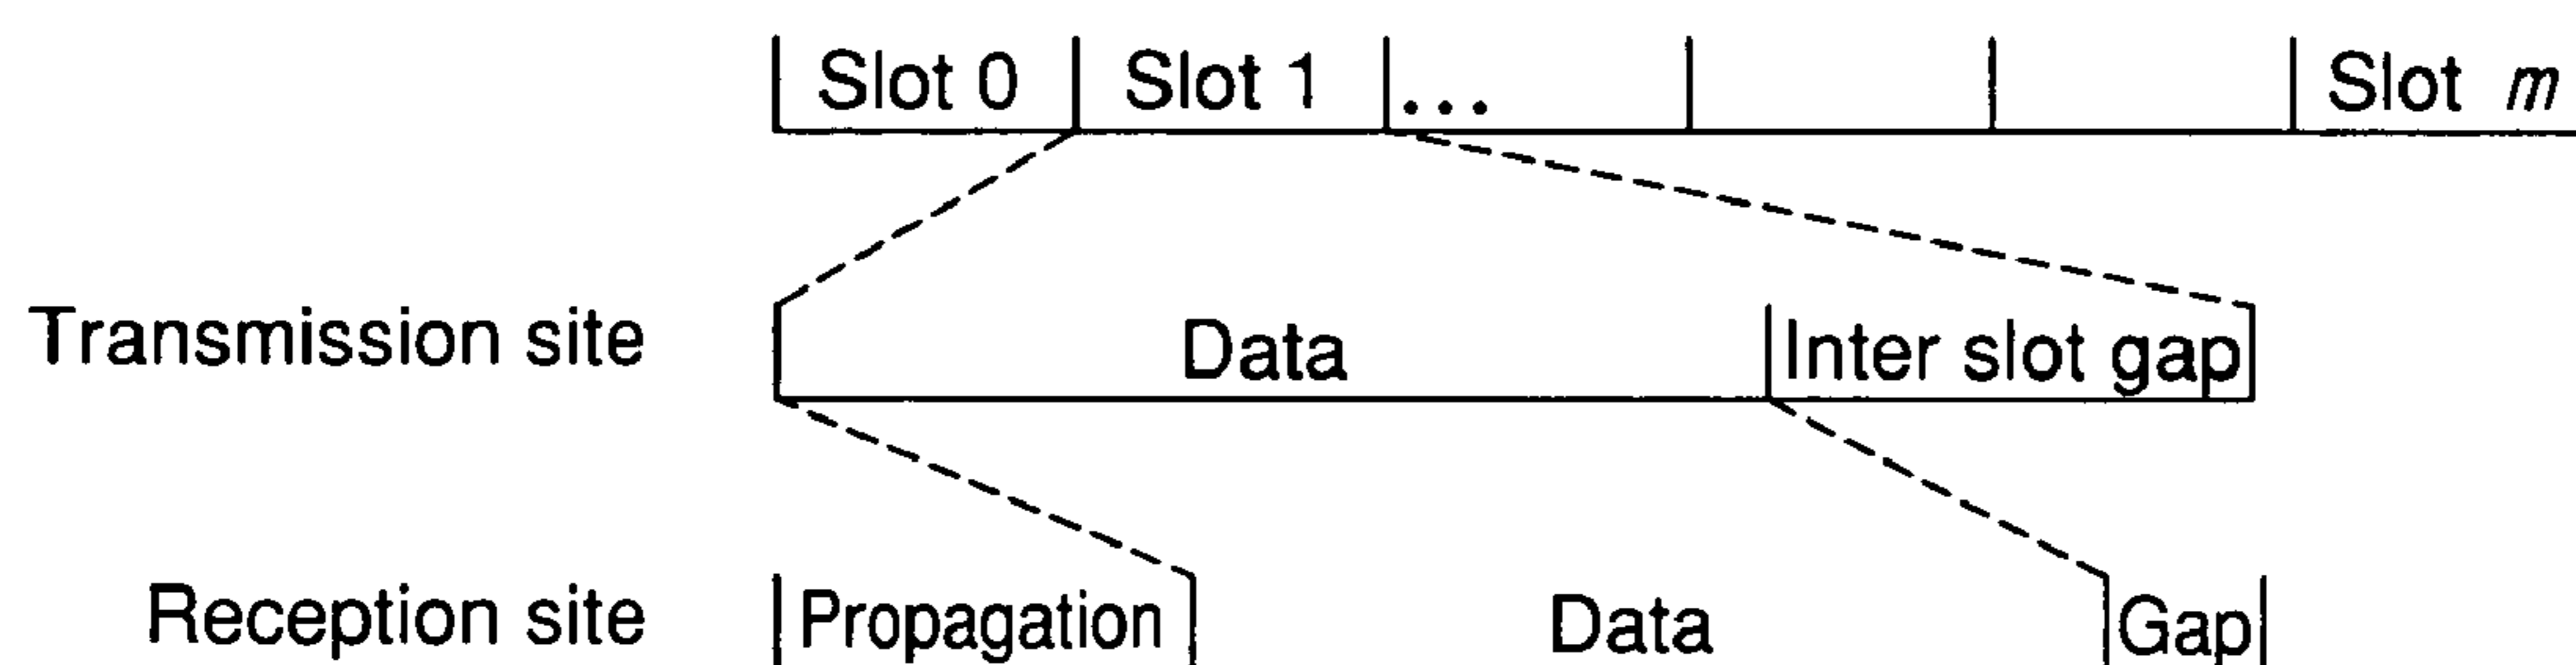 Slot 0 Slot 1 ... Slot m
Transmission site Data Inter slot gap
Reception site Propagation Data Gap